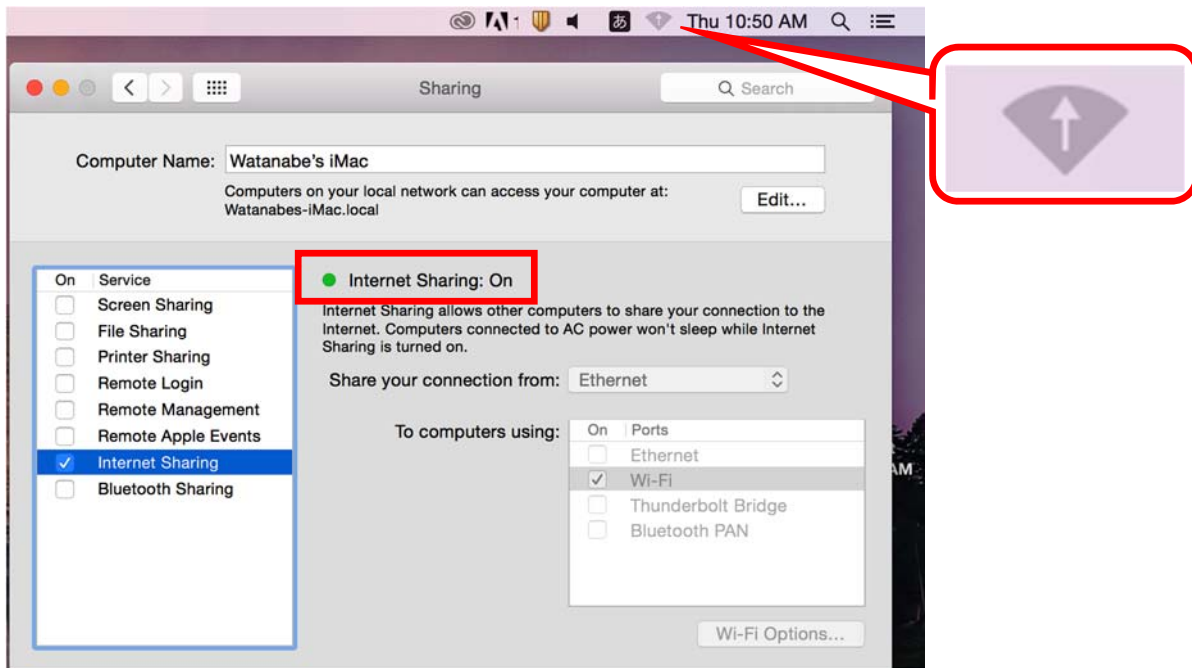 1 あ Thu 10:50 AM
Sharing
Search
Computer Name: Watanabe’s iMac
Computers on your local network can access your computer at:
Watanabes-iMac.local
Edit...
On Service
Screen Sharing
File Sharing
Printer Sharing
Remote Login
Remote Management
Remote Apple Events
Internet Sharing
Bluetooth Sharing
Internet Sharing: On
Internet Sharing allows other computers to share your connection to the
Internet. Computers connected to AC power won't sleep while Internet
Sharing is turned on.
Share your connection from: Ethernet
To computers using:
On Ports
Ethernet
Wi-Fi
Thunderbolt Bridge
Bluetooth PAN
Wi-Fi Options...
AM